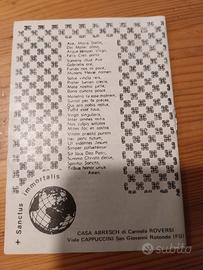 Ave, Maris Stella,
Dei Mater alma,
Atque semper virgo,
Felix Coeli porta.
Sumens illud Ave
Gabrielis ore,
Funda nos in pace,
Mutans Hevae nomen.
Solve vincla reis,
Profer lumen caecis,
Mala nostra pelle,
Bona cuncta posce.
Monstra te esse matrem,
Sumat per te preces,
Qui pro nobis natus,
Tulit esse tuus.
Virgo singularis,
Inter omnes mitis
Nos culpis solutos
Mites fac et castos
Vitam praesta puram
Iter para tutum,
Ut videntes Jesum
Semper collaetemur
Sit laus Deo Patri,
Summo Christo decus,
Spiritui Sancto,
Tribus honor unus
Amen.
+ Sanctus Immortalis
CASA ABRESCH di Carmela ROVERSI
Viale CAPPUCCINI San Giovanni Rotondo (FG)
subito